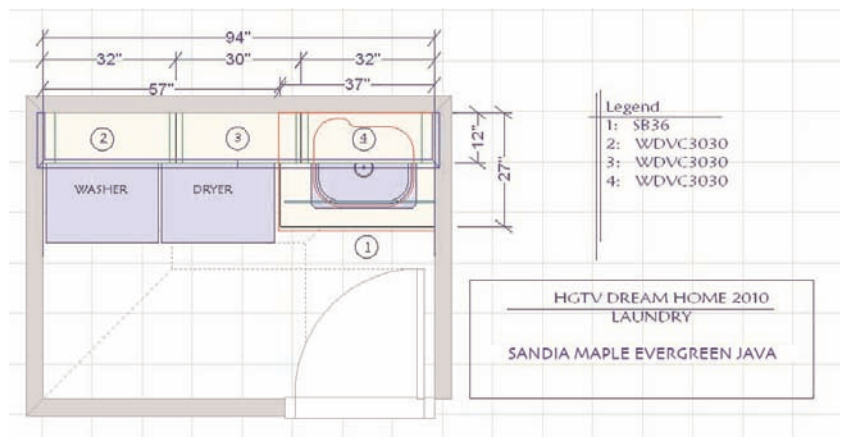 94"
32" 30" 32"
57" 37"
2 3 4
12"
27"
WASHER DRYER
1
Legend
1: SB36
2: WDVC3030
3: WDVC3030
4: WDVC3030
HGTV DREAM HOME 2010
LAUNDRY
SANDIA MAPLE EVERGREEN JAVA